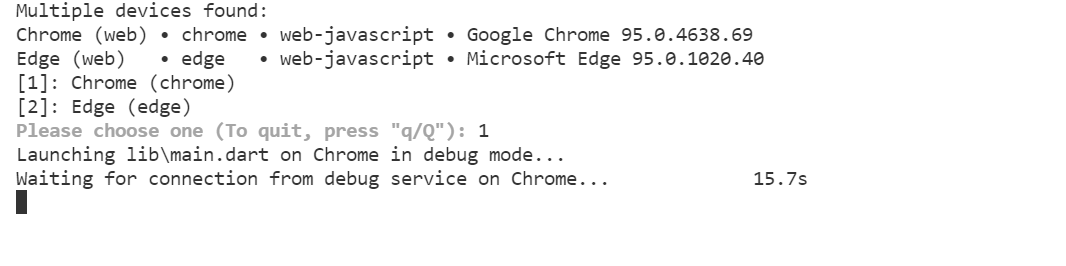 Multiple devices found:
Chrome (web) • chrome • web-javascript • Google Chrome 95.0.4638.69
Edge (web)   • edge   • web-javascript • Microsoft Edge 95.0.1020.40
[1]: Chrome (chrome)
[2]: Edge (edge)
Please choose one (To quit, press "q/Q"): 1
Launching lib\main.dart on Chrome in debug mode...
Waiting for connection from debug service on Chrome...            15.7s